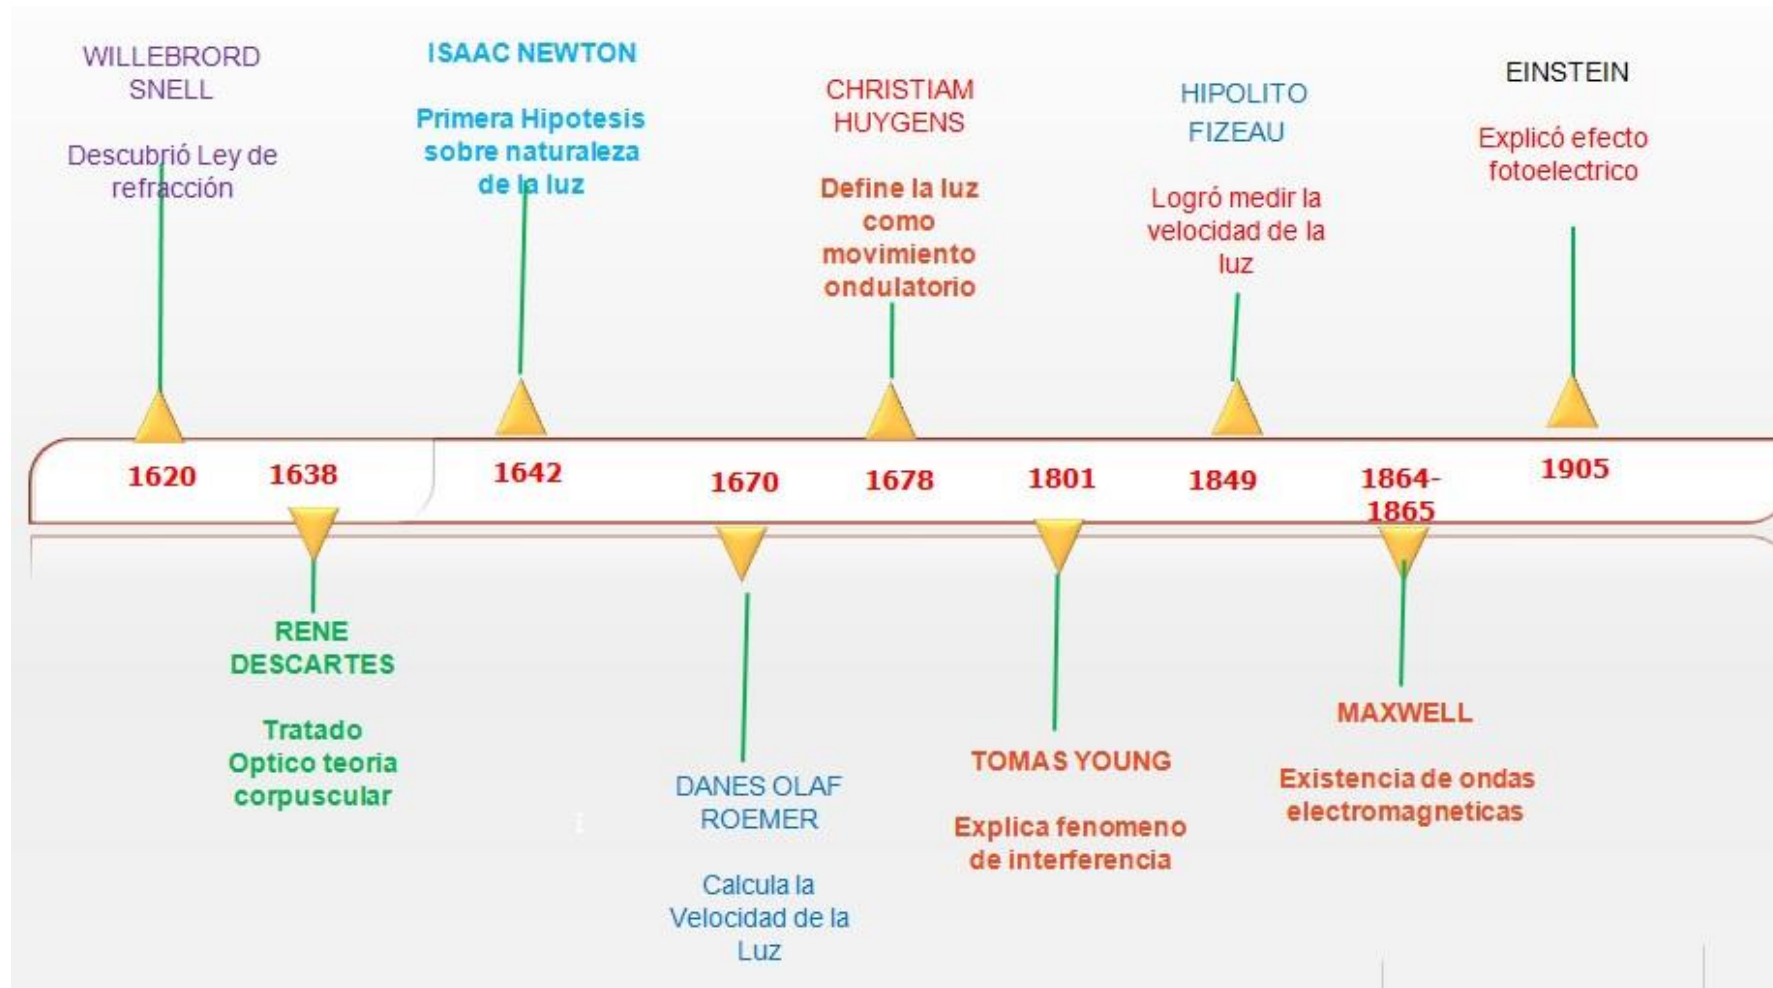 WILLEBRORD
SNELL
Descubrió Ley de
refracción
ISAAC NEWTON
Primera Hipotesis
sobre naturaleza
de la luz
CHRISTIAM
HUYGENS
Define la luz
como
movimiento
ondulatorio
HIPOLITO
FIZEAU
Logró medir la
velocidad de la
luz
EINSTEIN
Explicó efecto
fotoelectrico
1620
1638
1642
1670
1678
1801
1849
1864-
1865
1905
RENE
DESCARTES
Tratado
Optico teoria
corpuscular
DANES OLAF
ROEMER
Calcula la
Velocidad de la
Luz
TOMAS YOUNG
Explica fenomeno
de interferencia
MAXWELL
Existencia de ondas
electromagneticas